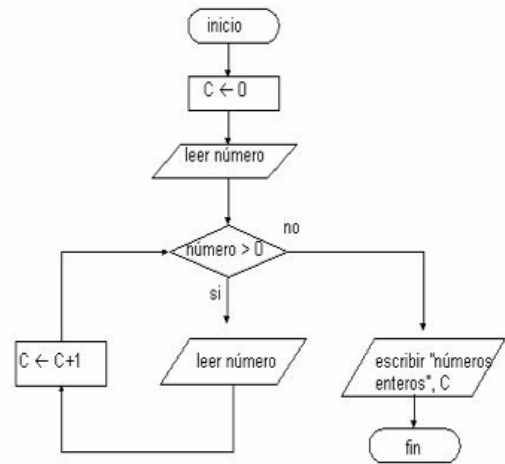 inicio
C ← 0
leer número
número > 0
no
si
C ← C+1
leer número
escribir "números
enteros", C
fin